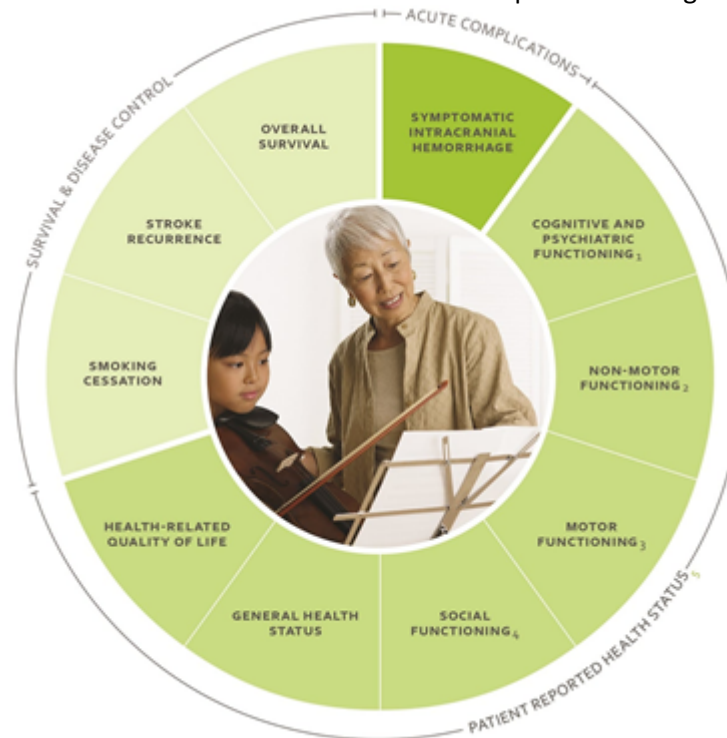 ACUTE COMPLICATIONS
SURVIVAL & DISEASE CONTROL
OVERALL
SURVIVAL
SYMPTOMATIC
INTRACRANIAL
HEMORRHAGE
STROKE
RECURRENCE
COGNITIVE AND
PSYCHIATRIC
FUNCTIONING1
SMOKING
CESSATION
NON-MOTOR
FUNCTIONING2
HEALTH-RELATED
QUALITY OF LIFE
MOTOR
FUNCTIONING3
GENERAL HEALTH
STATUS
SOCIAL
FUNCTIONING4
PATIENT REPORTED HEALTH STATUS5